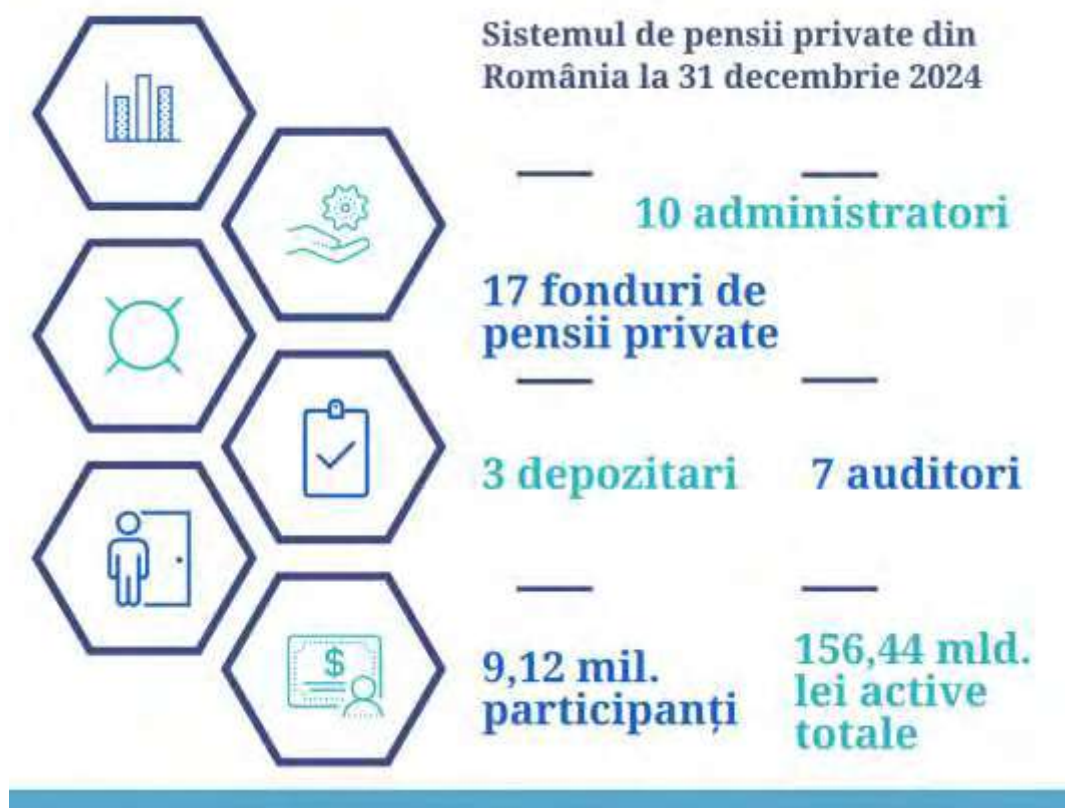 Sistemul de pensii private din
România la 31 decembrie 2024
10 administratori
17 fonduri de
pensii private
3 depozitari
7 auditori
9,12 mil.
participanți
156,44 mld.
lei active
totale
$